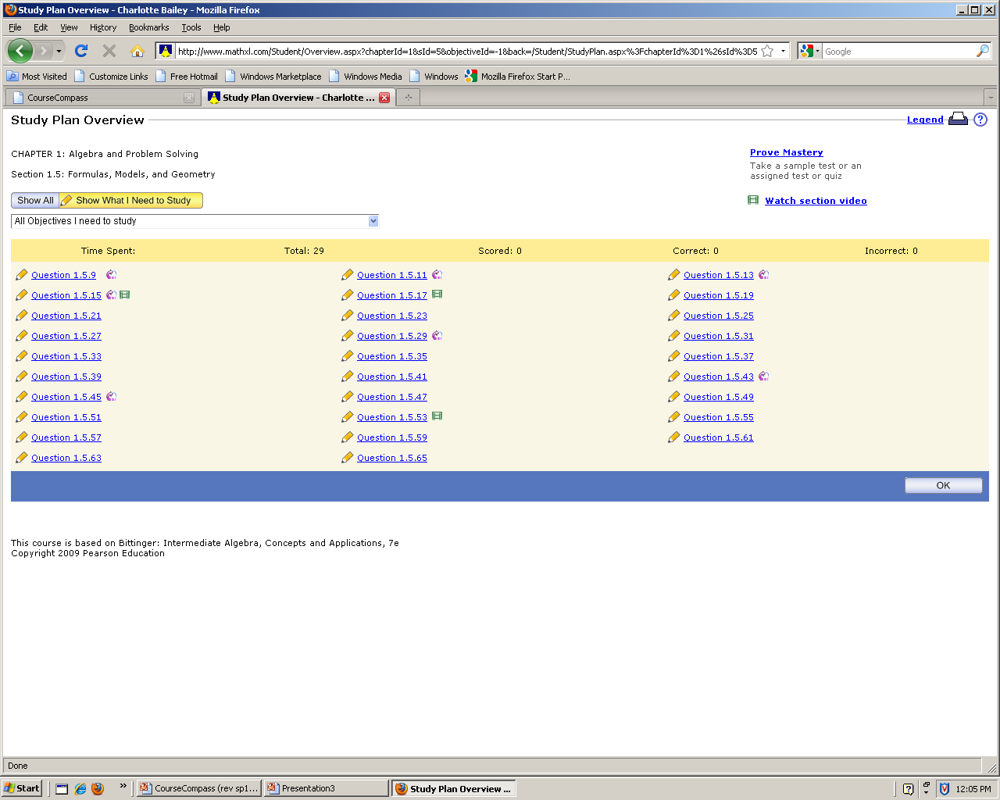 Study Plan Overview - Charlotte Bailey - Mozilla Firefox
File Edit View History Bookmarks Tools Help
http://www.mathxl.com/Student/Overview.aspx?chapterId=1&sId=5&objectiveId=-1&back=/Student/StudyPlan.aspx%3FchapterId%3D1%26sId%3D5 Google
Most Visited Customize Links Free Hotmail Windows Marketplace Windows Media Windows Mozilla Firefox Start P...
CourseCompass Study Plan Overview - Charlotte ...
Study Plan Overview Legend ?
CHAPTER 1: Algebra and Problem Solving Prove Mastery
Take a sample test or an
assigned test or quiz
Section 1.5: Formulas, Models, and Geometry
Show All Show What I Need to Study Watch section video
All Objectives I need to study
Time Spent: Total: 29 Scored: 0 Correct: 0 Incorrect: 0
Question 1.5.9 Question 1.5.11 Question 1.5.13
Question 1.5.15 Question 1.5.17 Question 1.5.19
Question 1.5.21 Question 1.5.23 Question 1.5.25
Question 1.5.27 Question 1.5.29 Question 1.5.31
Question 1.5.33 Question 1.5.35 Question 1.5.37
Question 1.5.39 Question 1.5.41 Question 1.5.43
Question 1.5.45 Question 1.5.47 Question 1.5.49
Question 1.5.51 Question 1.5.53 Question 1.5.55
Question 1.5.57 Question 1.5.59 Question 1.5.61
Question 1.5.63 Question 1.5.65
OK
This course is based on Bittinger: Intermediate Algebra, Concepts and Applications, 7e
Copyright 2009 Pearson Education
Done
Start » CourseCompass (rev sp1... Presentation3 Study Plan Overview ... 12:05 PM